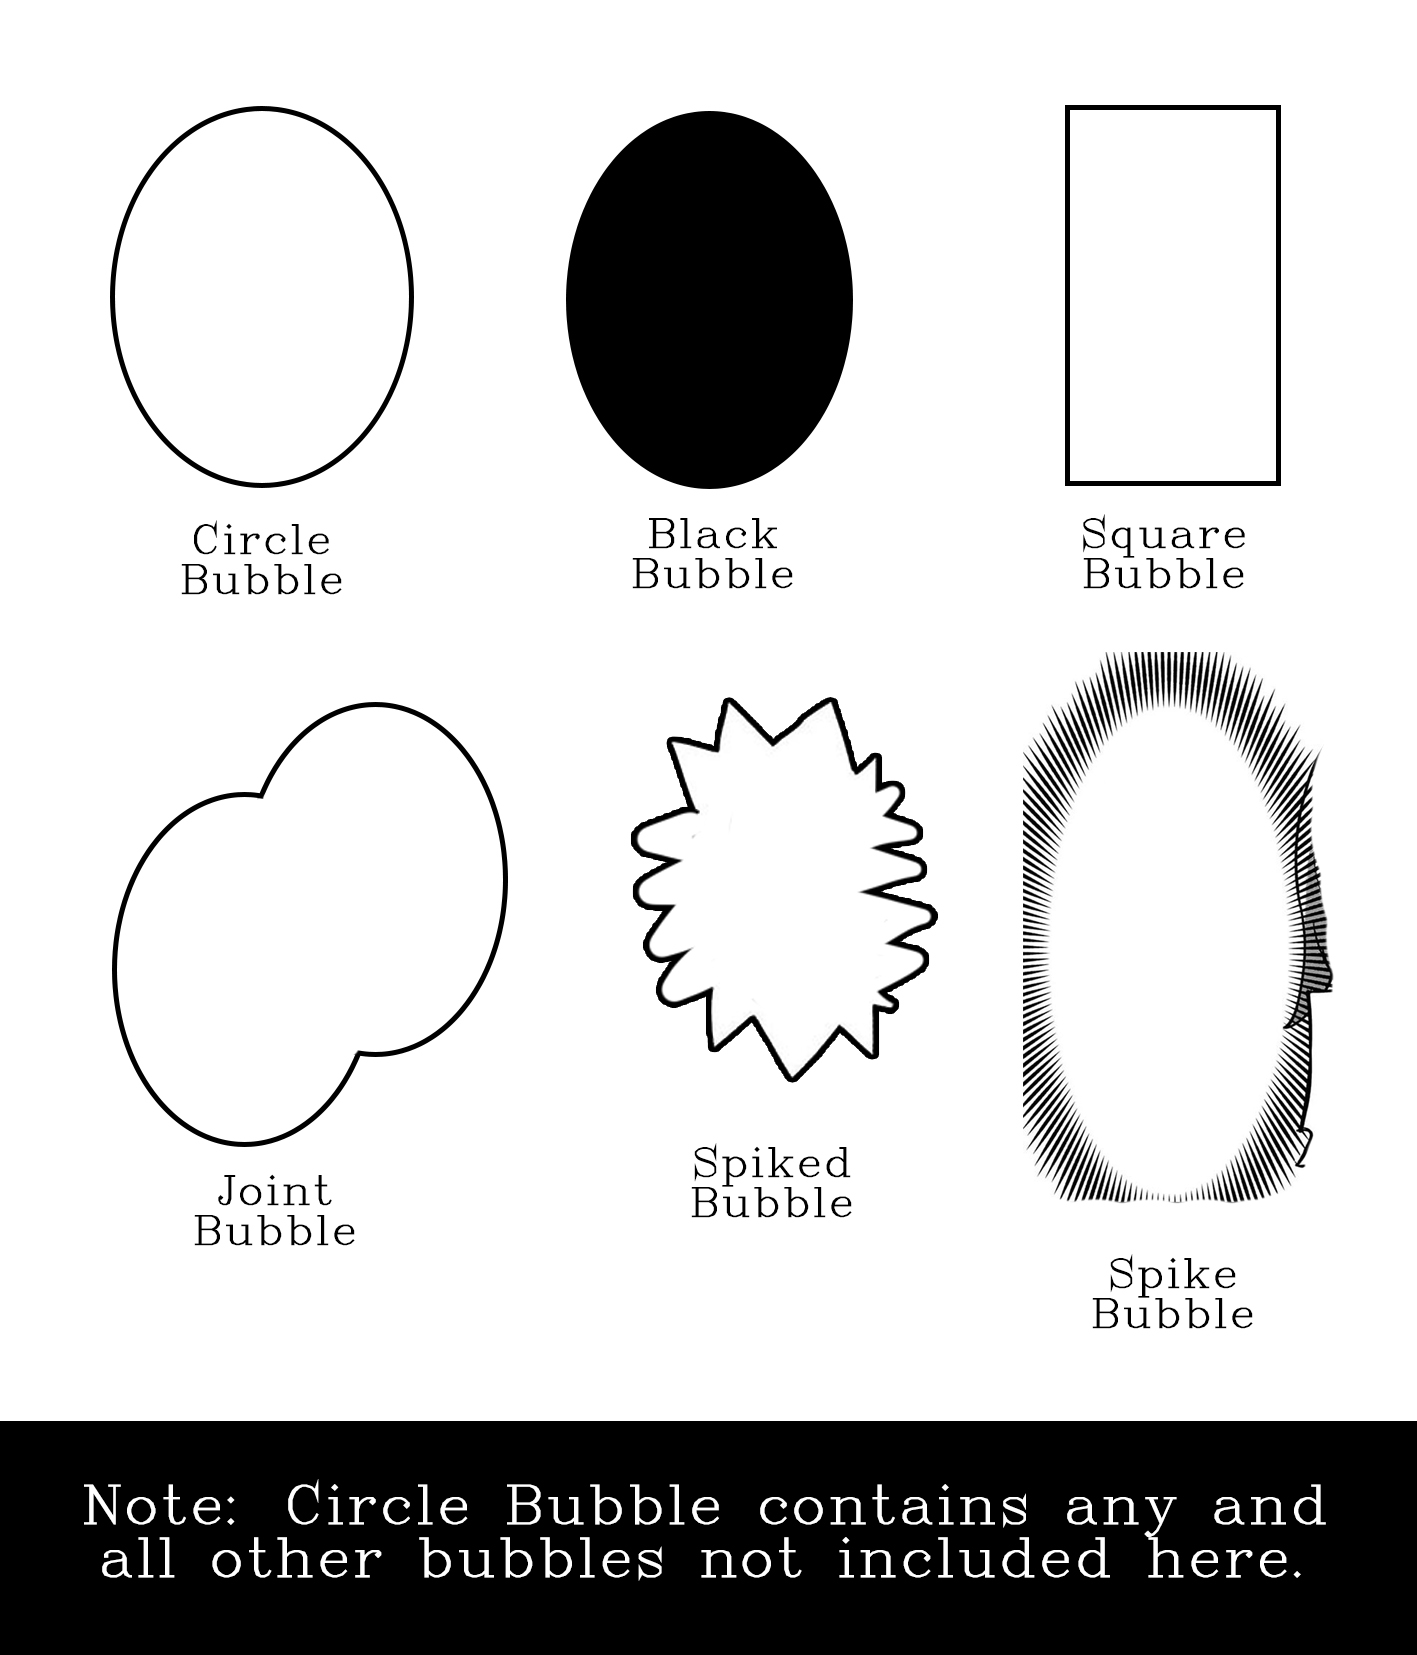 Circle
Bubble
Black
Bubble
Square
Bubble
Joint
Bubble
Spiked
Bubble
Spike
Bubble
Note: Circle Bubble contains any and
all other bubbles not included here.